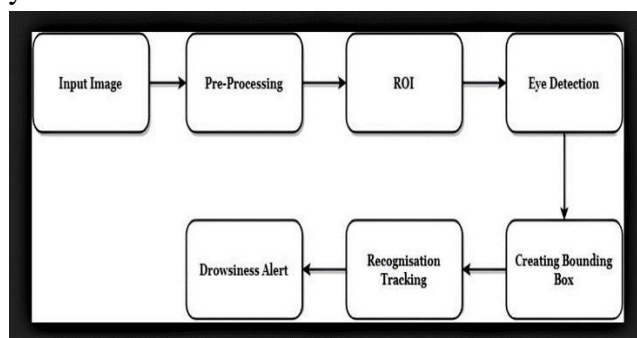 Input Image
Pre-Processing
ROI
Eye Detection
Drowsiness Alert
Recognisation
Tracking
Creating Bounding
Box